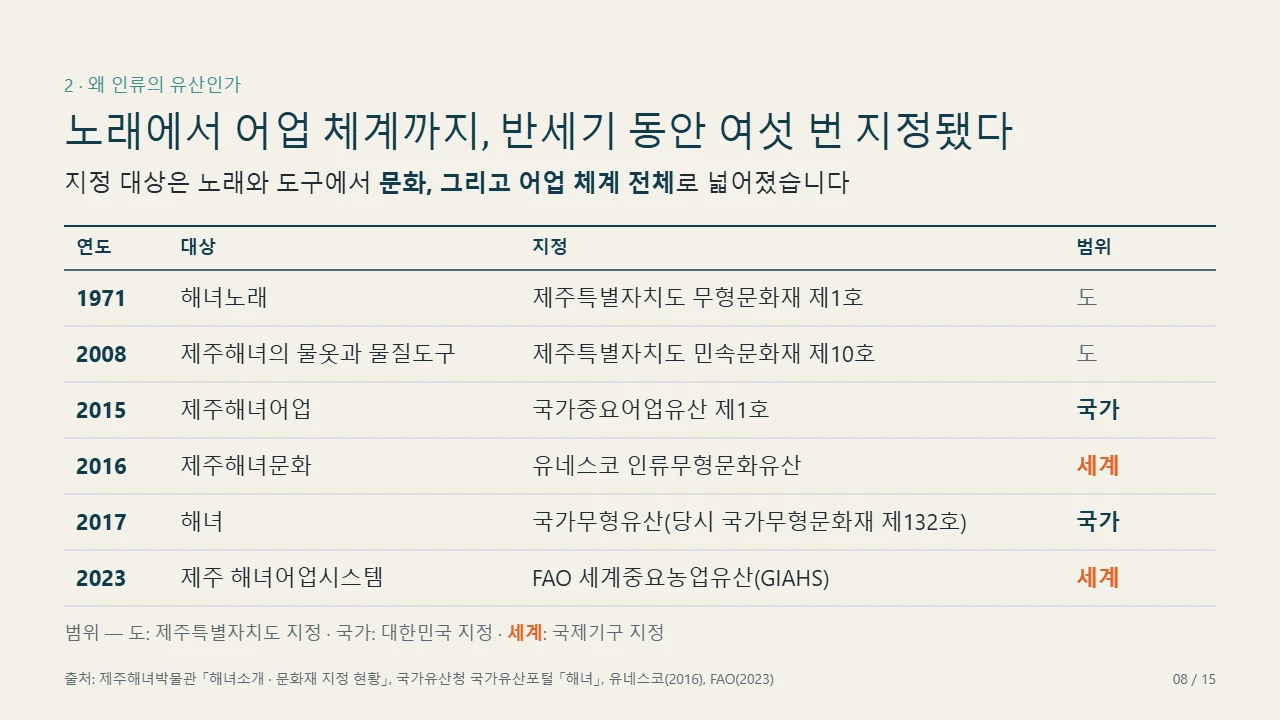 2 · 왜 인류의 유산인가
노래에서 어업 체계까지, 반세기 동안 여섯 번 지정됐다
지정 대상은 노래와 도구에서 문화, 그리고 어업 체계 전체로 넓어졌습니다
연도 대상 지정 범위
1971 해녀노래 제주특별자치도 무형문화재 제1호 도
2008 제주해녀의 물옷과 물질도구 제주특별자치도 민속문화재 제10호 도
2015 제주해녀어업 국가중요어업유산 제1호 국가
2016 제주해녀문화 유네스코 인류무형문화유산 세계
2017 해녀 국가무형유산(당시 국가무형문화재 제132호) 국가
2023 제주 해녀어업시스템 FAO 세계중요농업유산(GIAHS) 세계
범위 — 도: 제주특별자치도 지정 · 국가: 대한민국 지정 · 세계: 국제기구 지정
출처: 제주해녀박물관 「해녀소개 · 문화재 지정 현황」, 국가유산청 국가유산포털 「해녀」, 유네스코(2016), FAO(2023)
08 / 15